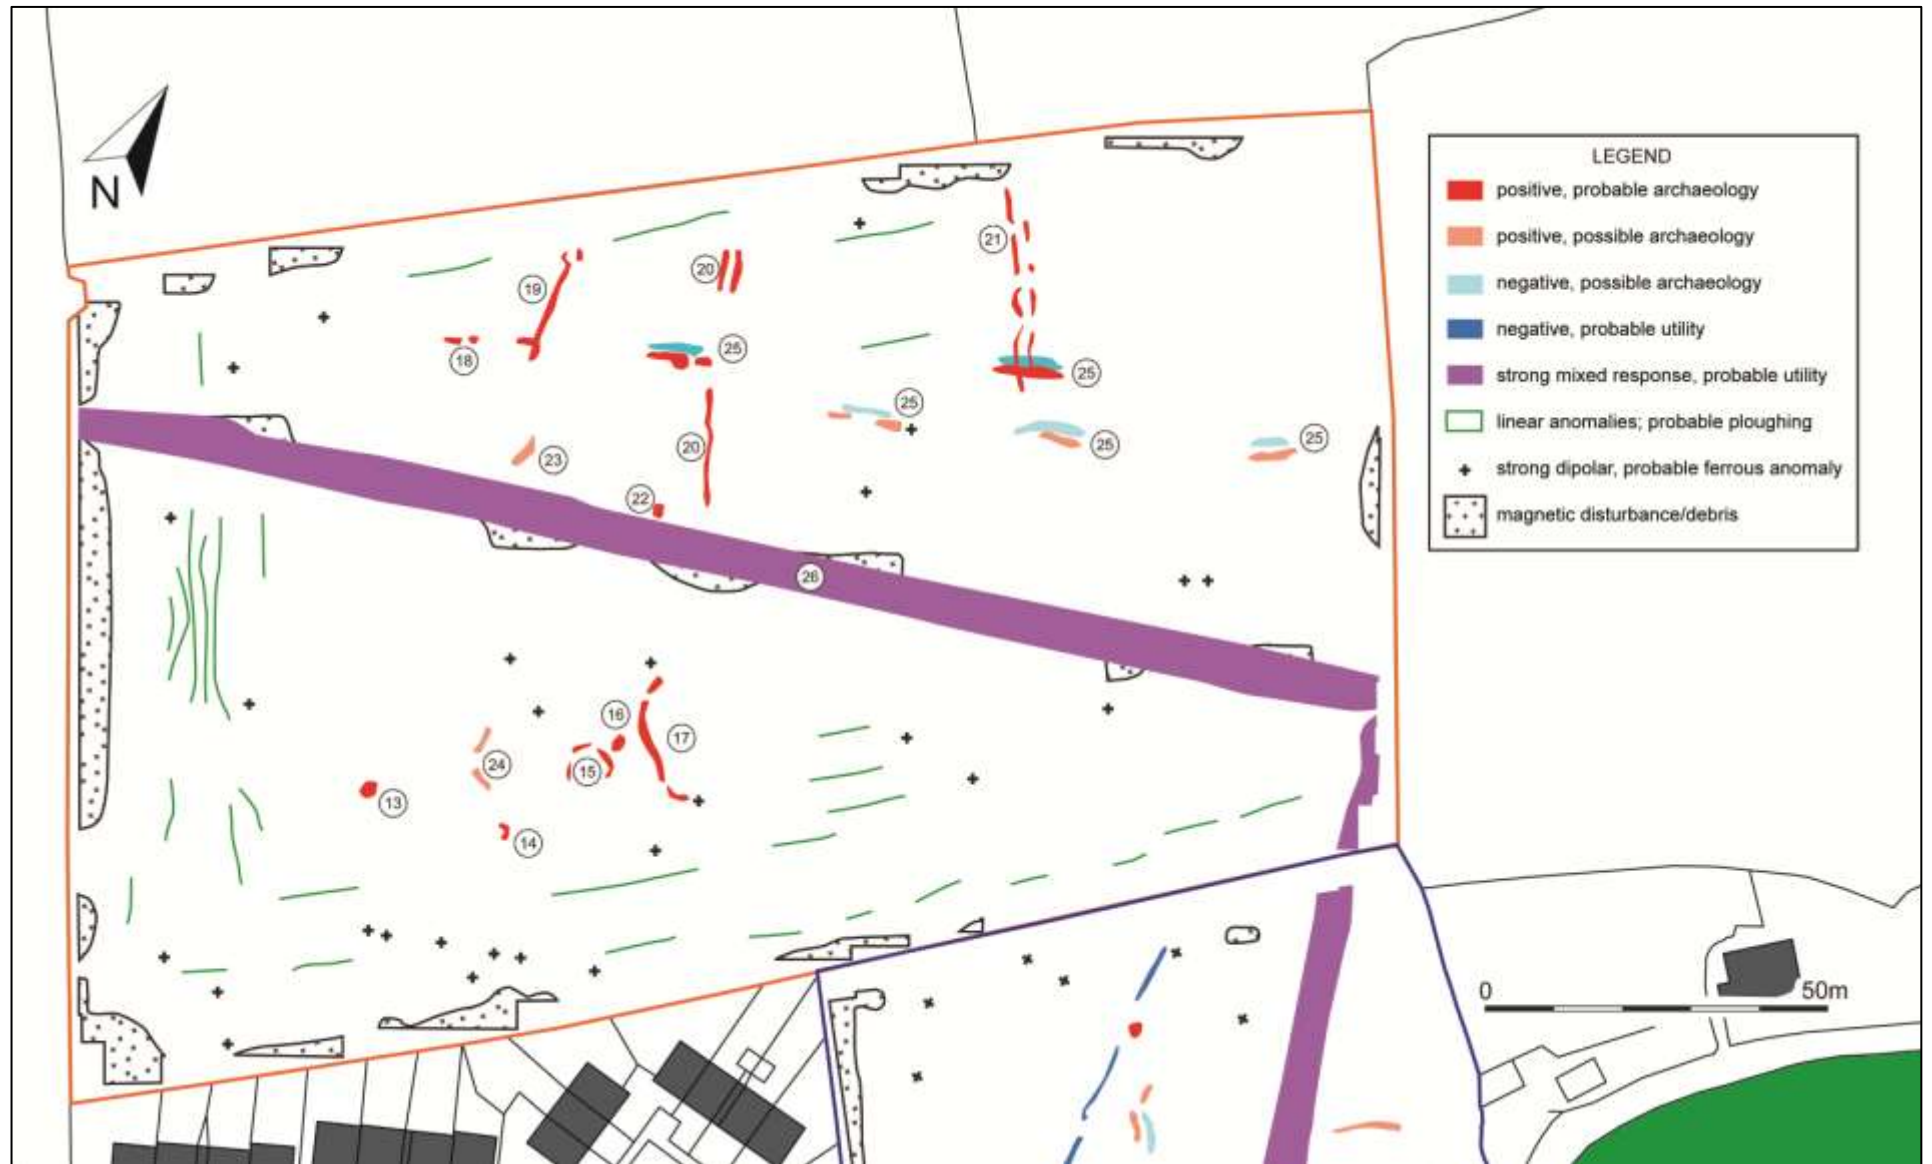 N
LEGEND
positive, probable archaeology
positive, possible archaeology
negative, possible archaeology
negative, probable utility
strong mixed response, probable utility
linear anomalies; probable ploughing
strong dipolar, probable ferrous anomaly
magnetic disturbance/debris
21
20
19
25
18
25
25
25
25
20
23
22
26
16
17
24
15
13
14
0 50m